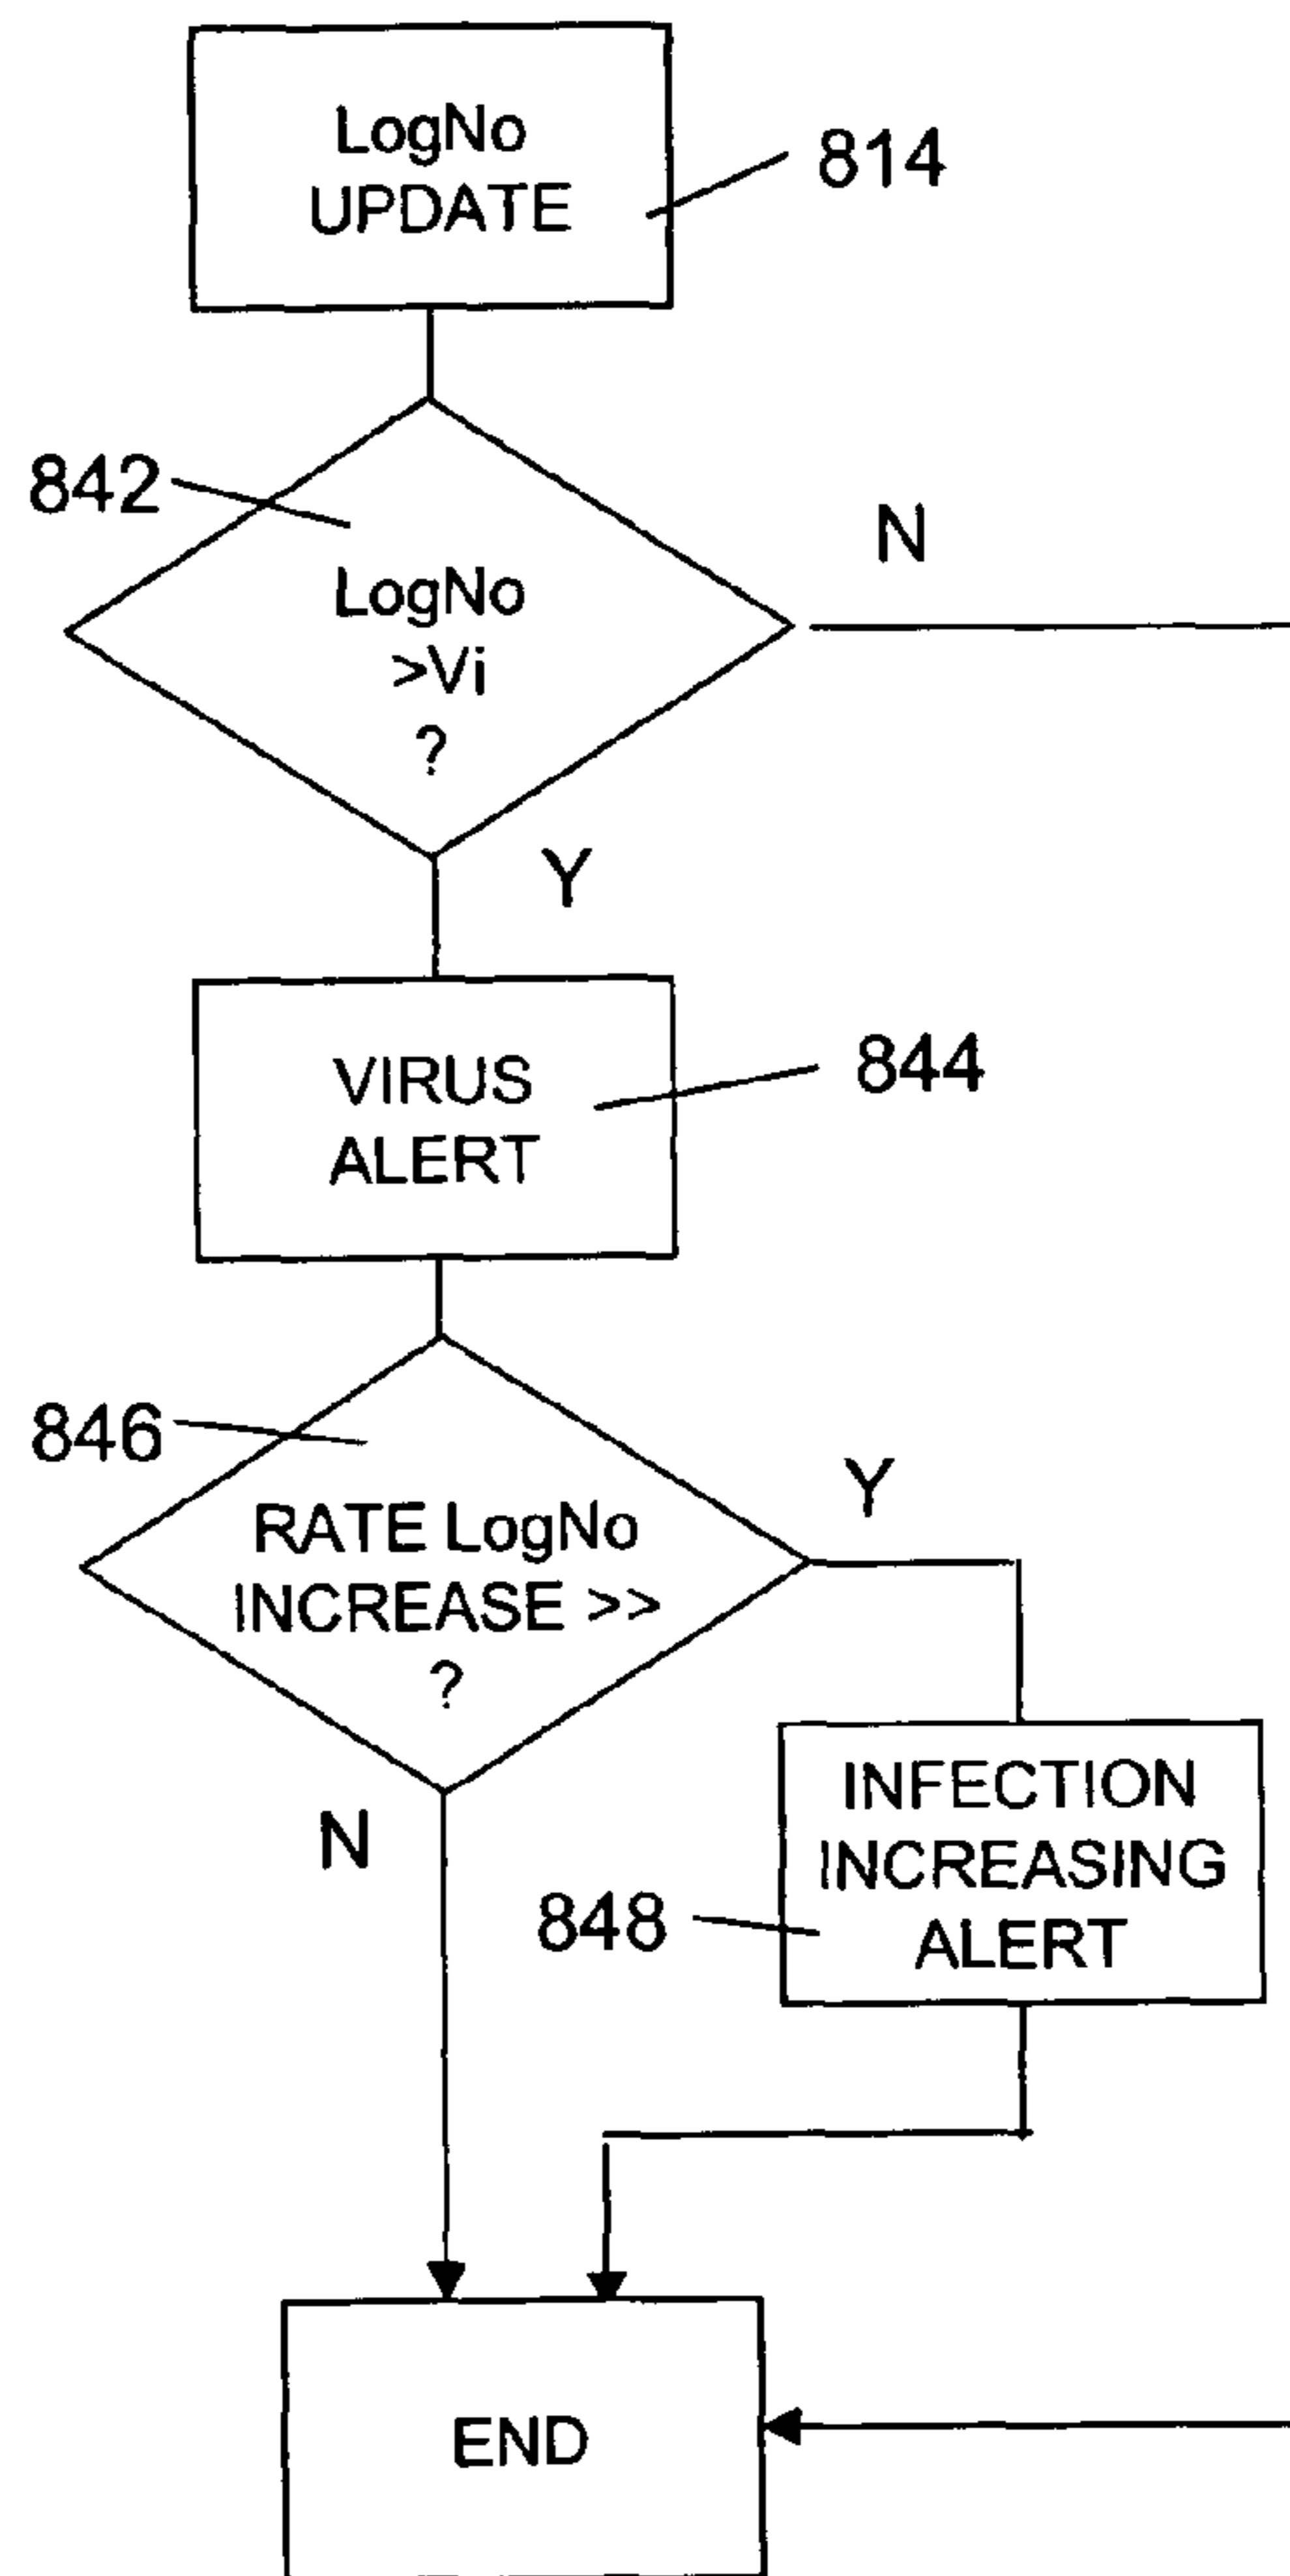 LogNo
UPDATE
814
842
N
LogNo
>Vi
?
Y
VIRUS
ALERT
844
846
RATE LogNo
INCREASE >>
?
Y
N
INFECTION
INCREASING
ALERT
848
END